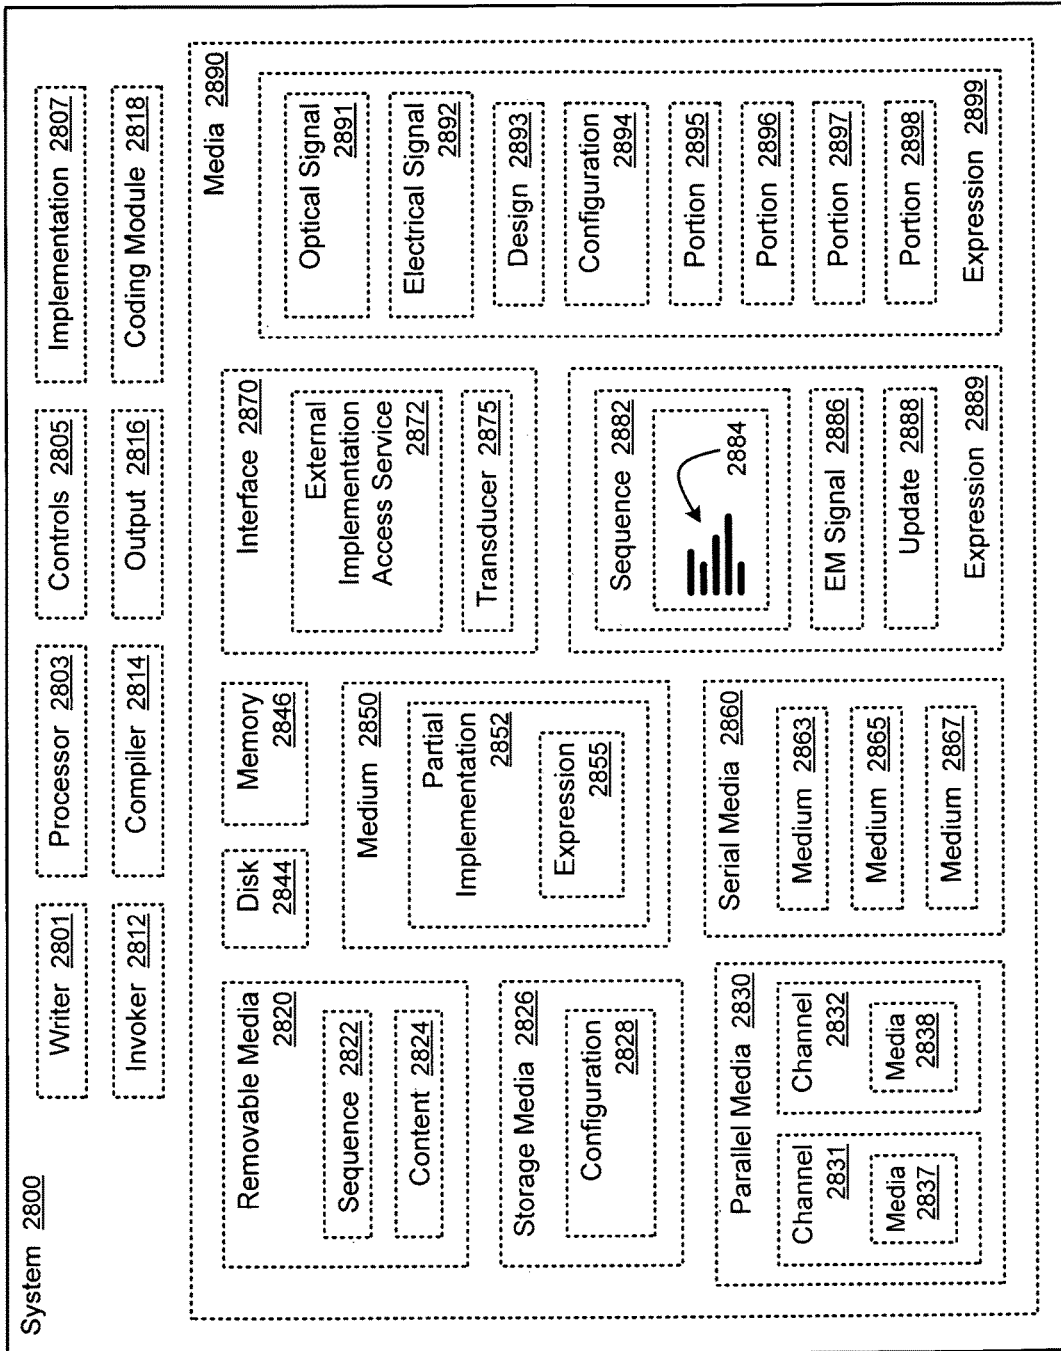 System 2800
Writer 2801
Processor 2803
Controls 2805
Implementation 2807
Invoker 2812
Compiler 2814
Output 2816
Coding Module 2818
Media 2890
Removable Media
2820
Sequence 2822
Content 2824
Storage Media 2826
Configuration
2828
Parallel Media 2830
Channel
2831
Media
2837
Channel
2832
Media
2838
Disk
2844
Memory
2846
Medium 2850
Partial
Implementation
2852
Expression
2855
Serial Media 2860
Medium 2863
Medium 2865
Medium 2867
Interface 2870
External
Implementation
Access Service
2872
Transducer 2875
Sequence 2882
2884
EM Signal 2886
Update 2888
Expression 2889
Optical Signal
2891
Electrical Signal
2892
Design 2893
Configuration
2894
Portion 2895
Portion 2896
Portion 2897
Portion 2898
Expression 2899